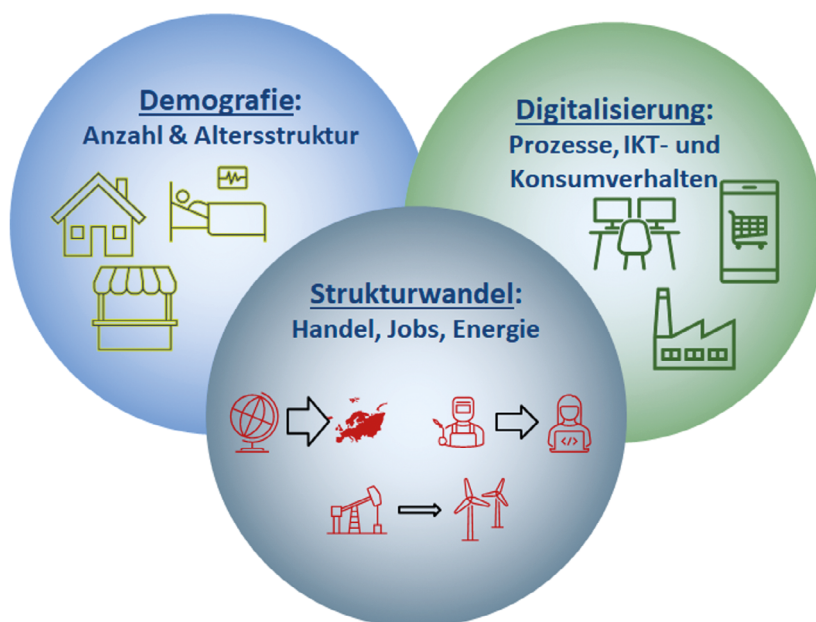 Demografie:
Anzahl & Altersstruktur
Digitalisierung:
Prozesse, IKT- und
Konsumverhalten
Strukturwandel:
Handel, Jobs, Energie
</>